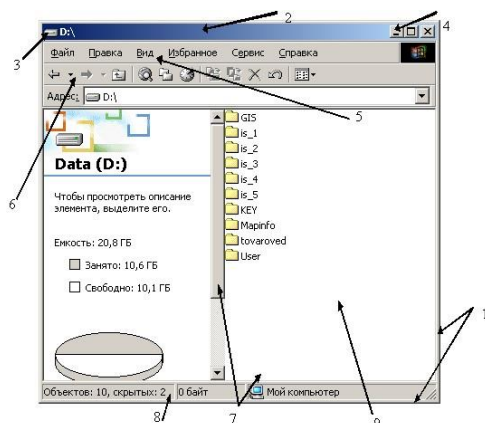 2
4
D:\
3
Файл Правка Вид Избранное Сервис Справка
Адрес: D:\
5
6
Data (D:)
Чтобы просмотреть описание
элемента, выделите его.
Емкость: 20,8 ГБ
Занято: 10,6 ГБ
Свободно: 10,1 ГБ
GIS
is_1
is_2
is_3
is_4
is_5
KEY
Mapinfo
tovaroved
User
1
Объектов: 10, скрытых: 2 0 байт Мой компьютер
8
7
9